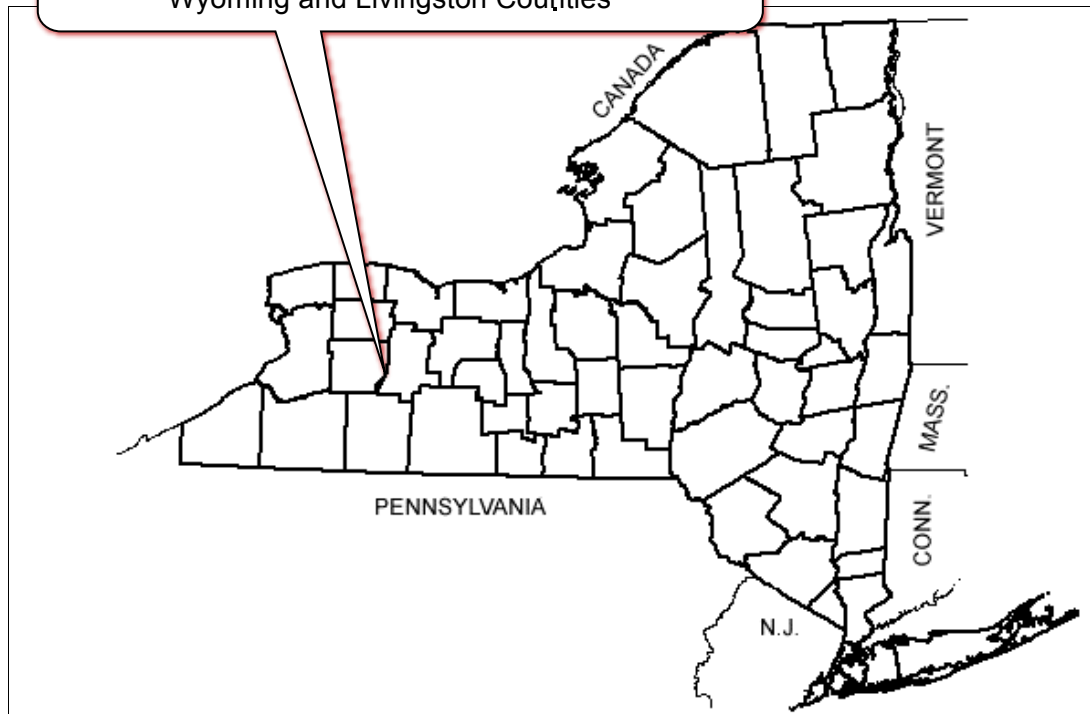 Wyoming and Livingston Counties
CANADA
VERMONT
MASS.
PENNSYLVANIA
CONN.
N.J.